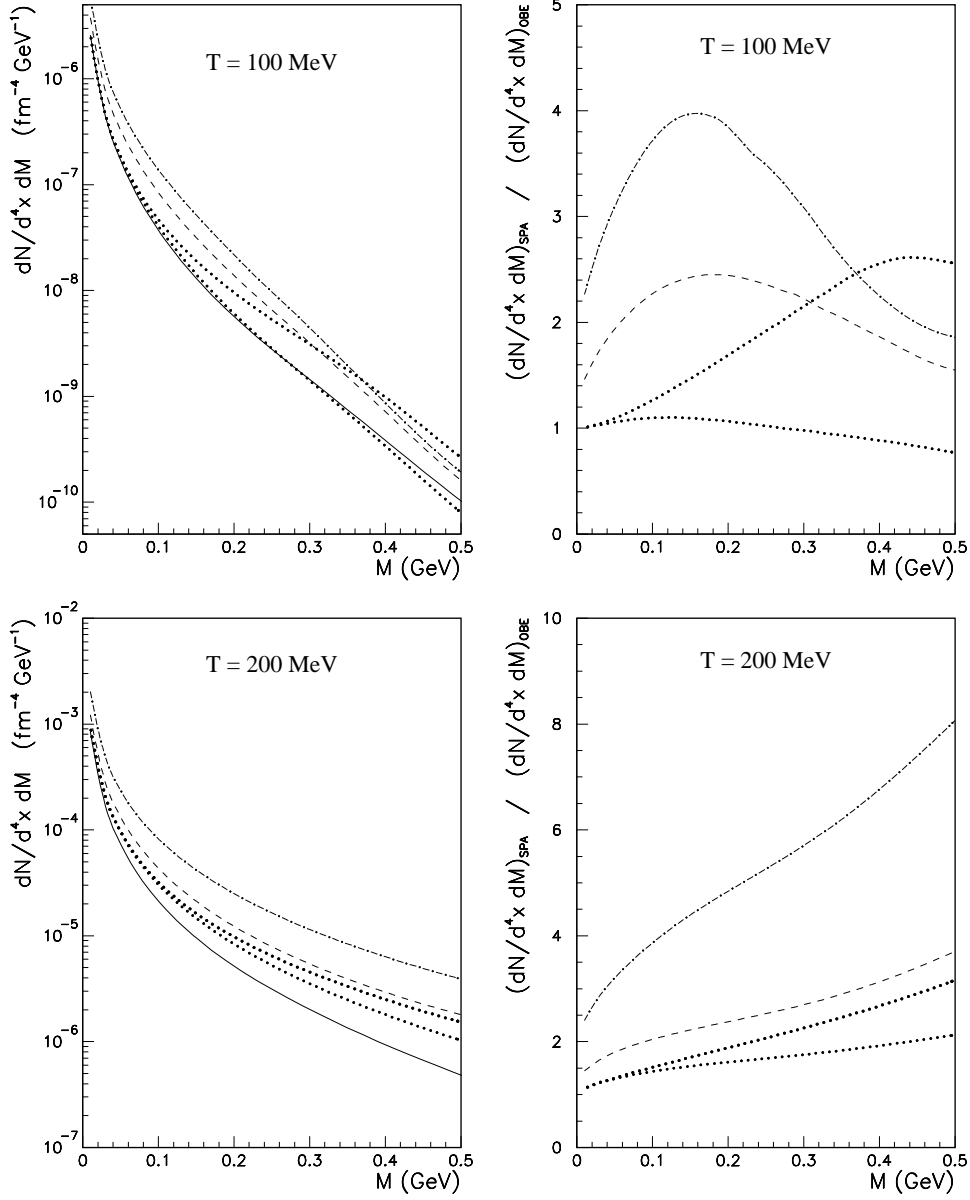 T = 100 MeV
dN/d⁴x dM (fm⁻⁴ GeV⁻¹)
10⁻⁶
10⁻⁷
10⁻⁸
10⁻⁹
10⁻¹⁰
0 0.1 0.2 0.3 0.4 0.5
M (GeV)
T = 100 MeV
(dN/d⁴x dM)SPA / (dN/d⁴x dM)OBE
5
4
3
2
1
0
0 0.1 0.2 0.3 0.4 0.5
M (GeV)
T = 200 MeV
dN/d⁴x dM (fm⁻⁴ GeV⁻¹)
10⁻²
10⁻³
10⁻⁴
10⁻⁵
10⁻⁶
10⁻⁷
0 0.1 0.2 0.3 0.4 0.5
M (GeV)
T = 200 MeV
(dN/d⁴x dM)SPA / (dN/d⁴x dM)OBE
10
8
6
4
2
0
0 0.1 0.2 0.3 0.4 0.5
M (GeV)